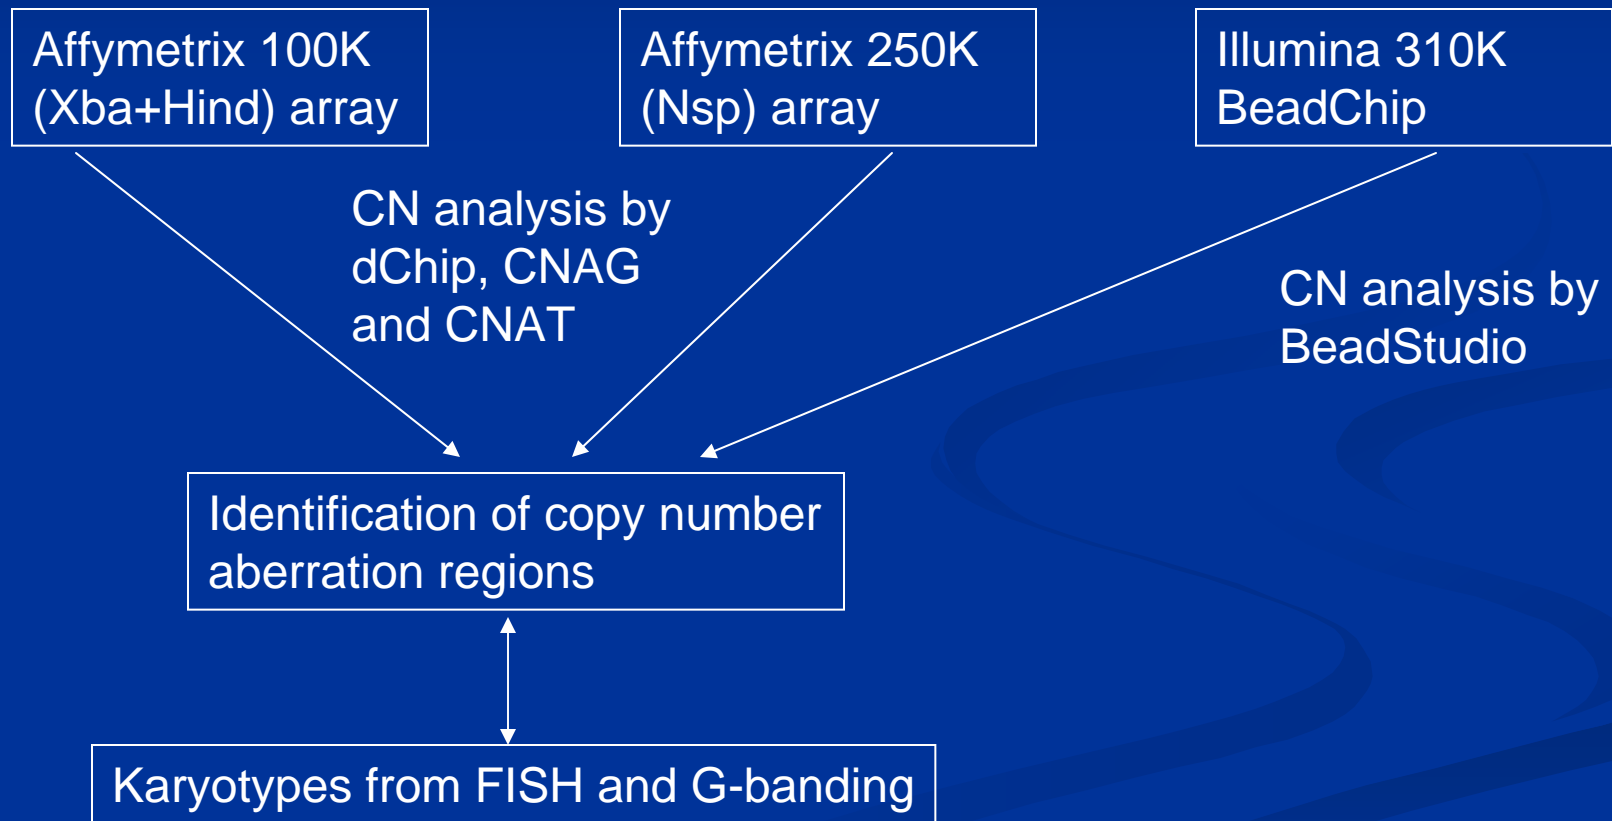 Affymetrix 100K
(Xba+Hind) array
Affymetrix 250K
(Nsp) array
Illumina 310K
BeadChip
CN analysis by
dChip, CNAG
and CNAT
CN analysis by
BeadStudio
Identification of copy number
aberration regions
Karyotypes from FISH and G-banding